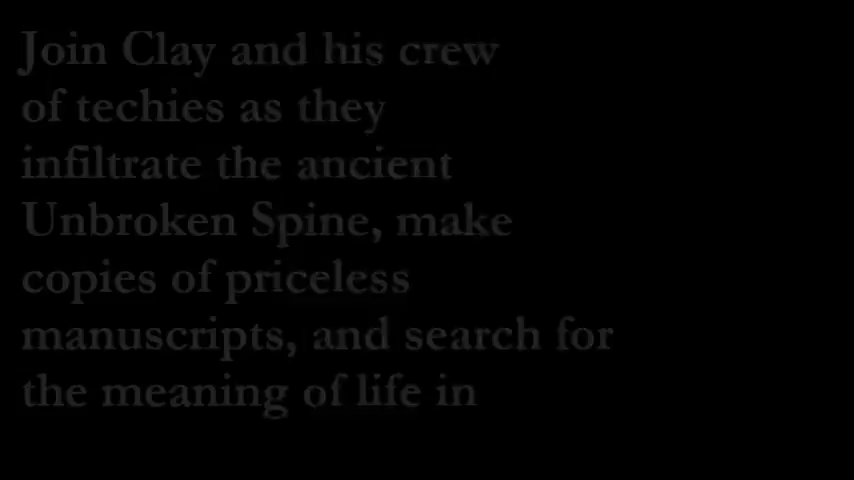 Join Clay and his crew
of techies as they
infiltrate the ancient
Unbroken Spine, make
copies of priceless
manuscripts, and search for
the meaning of life in